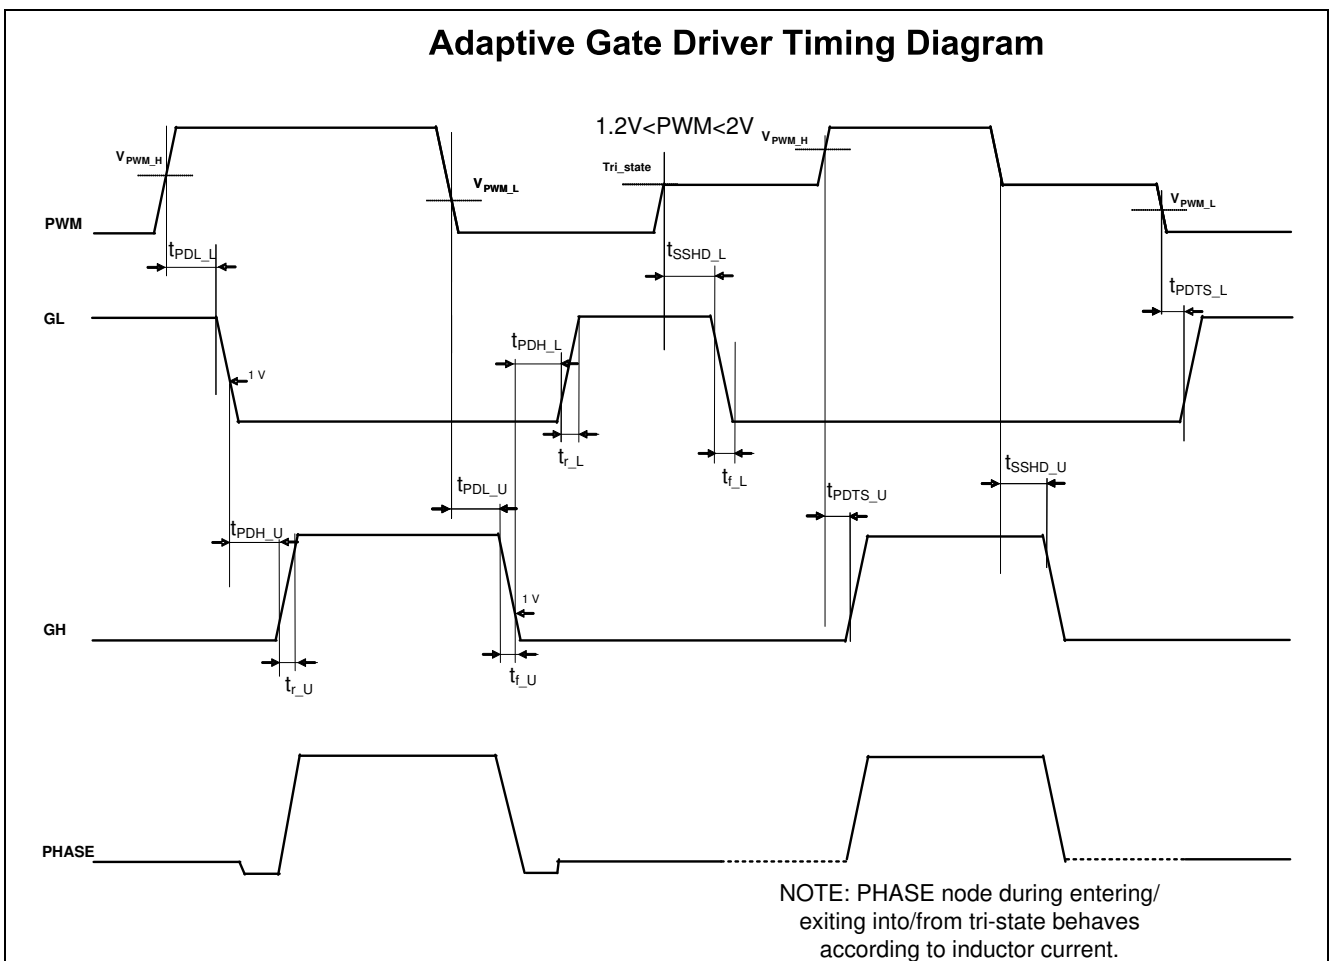 Adaptive Gate Driver Timing Diagram
1.2V<PWM<2V
V_PWM_H
V_PWM_H
Tri_state
V_PWM_L
V_PWM_L
PWM
t_PDL_L
t_SSHD_L
t_PDTS_L
GL
t_PDH_L
1 V
t_r_L
t_f_L
t_SSHD_U
t_PDL_U
t_PDTS_U
t_PDH_U
1 V
GH
t_r_U
t_f_U
PHASE
NOTE: PHASE node during entering/
exiting into/from tri-state behaves
according to inductor current.